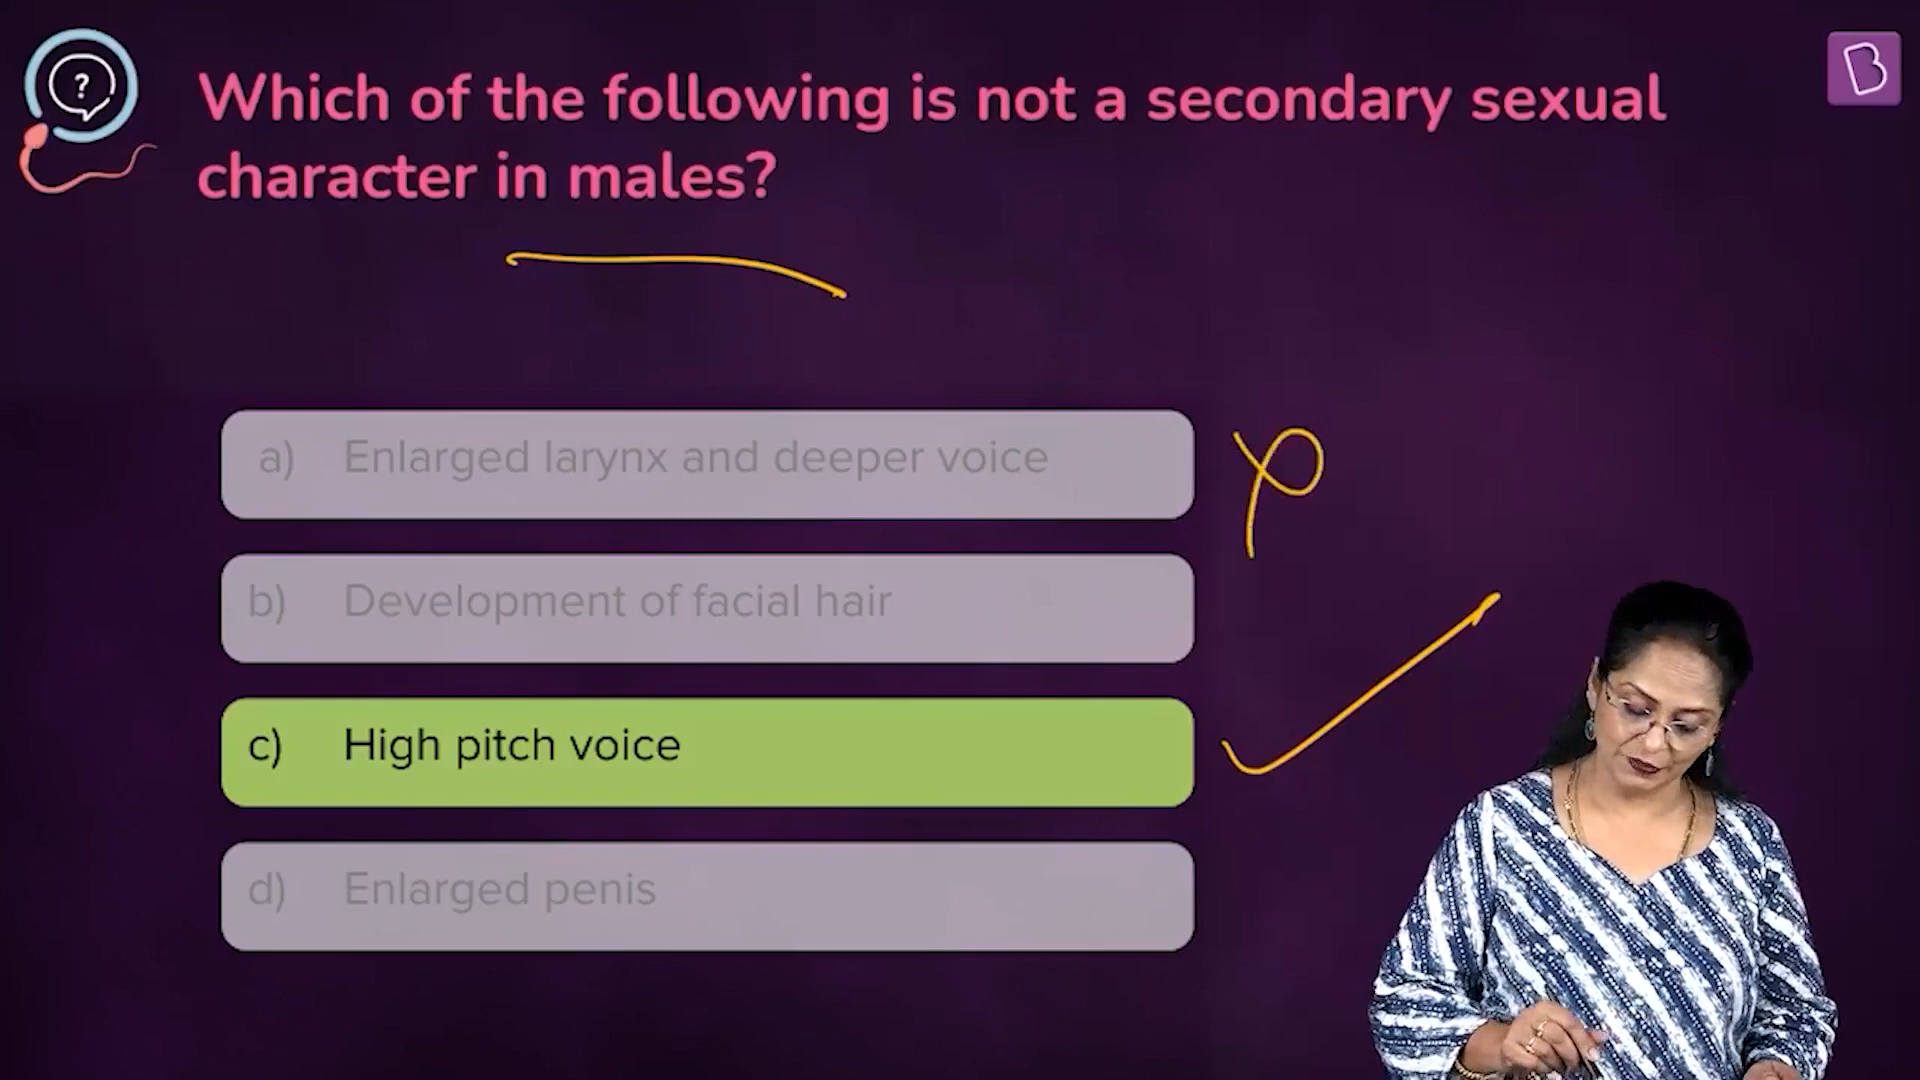 ?
B
Which of the following is not a secondary sexual
character in males?
a) Enlarged larynx and deeper voice
b) Development of facial hair
c) High pitch voice
d) Enlarged penis